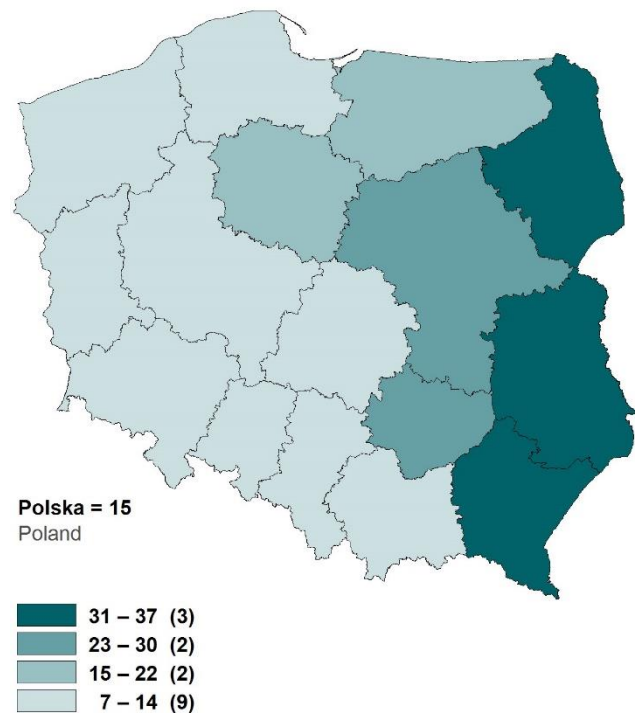 Polska = 15
Poland
31 – 37 (3)
23 – 30 (2)
15 – 22 (2)
7 – 14 (9)